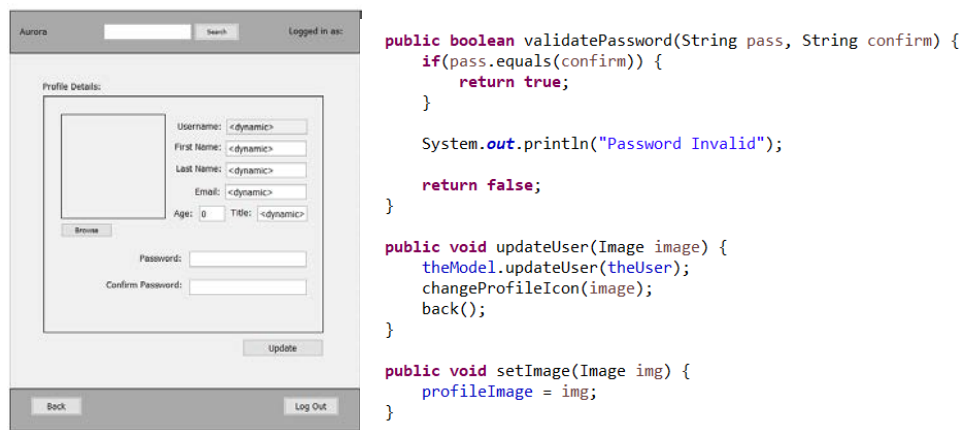 Aurora Search Logged in as:
Profile Details:
Username: <dynamic>
First Name: <dynamic>
Last Name: <dynamic>
Email: <dynamic>
Age: 0 Title: <dynamic>
Browse
Password:
Confirm Password:
Update
Back Log Out
public boolean validatePassword(String pass, String confirm) {
if(pass.equals(confirm)) {
return true;
}
System.out.println("Password Invalid");
return false;
}
public void updateUser(Image image) {
theModel.updateUser(theUser);
changeProfileIcon(image);
back();
}
public void setImage(Image img) {
profileImage = img;
}